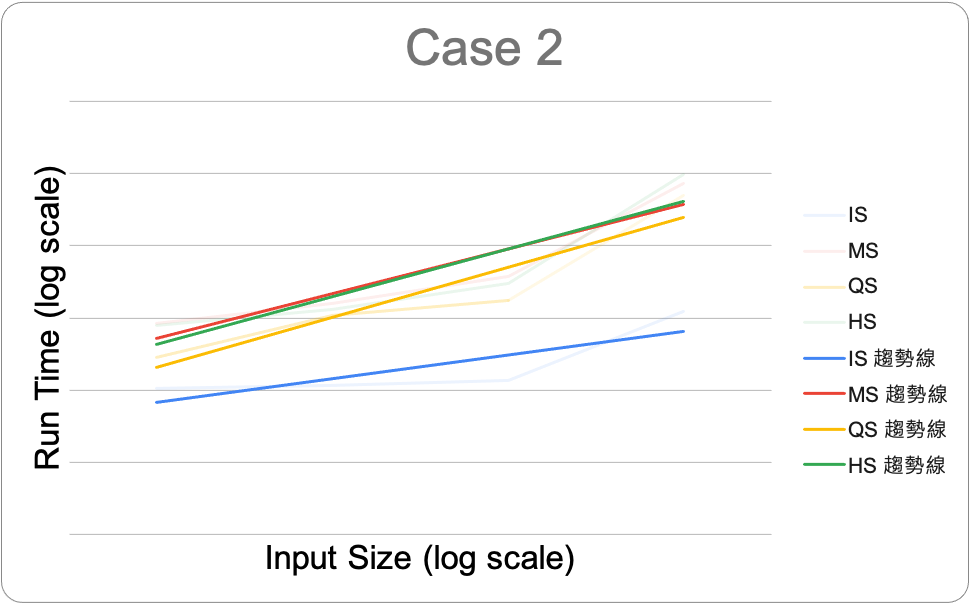 Case 2
Run Time (log scale)
Input Size (log scale)
IS
MS
QS
HS
IS 趨勢線
MS 趨勢線
QS 趨勢線
HS 趨勢線